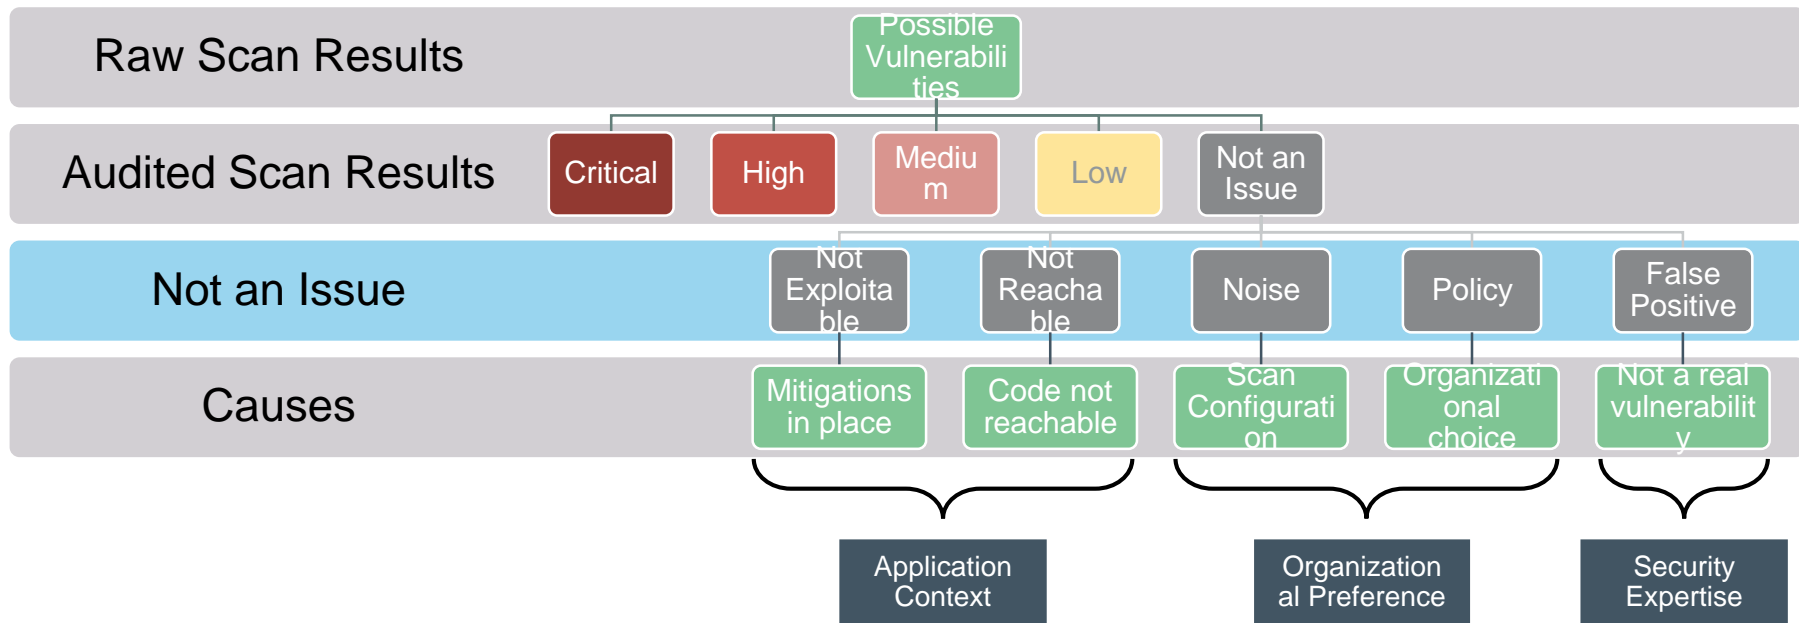 Raw Scan Results
Possible
Vulnerabili
ties
Audited Scan Results
Critical
High
Mediu
m
Low
Not an
Issue
Not an Issue
Not
Exploita
ble
Not
Reacha
ble
Noise
Policy
False
Positive
Causes
Mitigations
in place
Code not
reachable
Scan
Configurati
on
Organizati
onal
choice
Not a real
vulnerabilit
y
Application
Context
Organization
al Preference
Security
Expertise